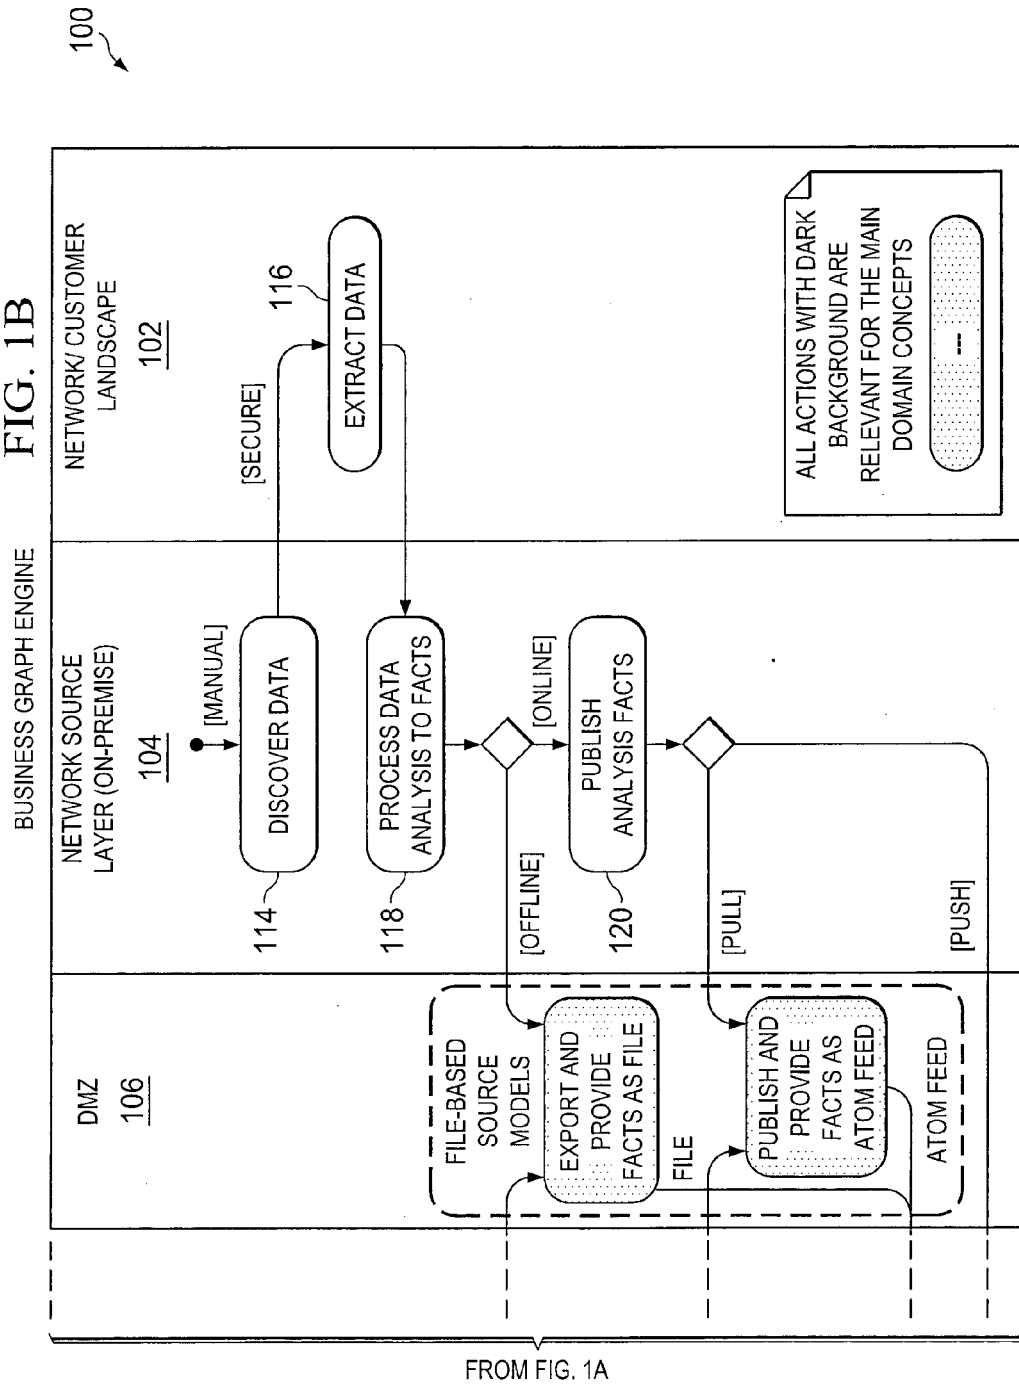 FIG. 1B
100
BUSINESS GRAPH ENGINE
DMZ
106
NETWORK SOURCE
LAYER (ON-PREMISE)
104
NETWORK/ CUSTOMER
LANDSCAPE
102
[MANUAL]
114
DISCOVER DATA
[SECURE]
116
EXTRACT DATA
118
PROCESS DATA
ANALYSIS TO FACTS
[OFFLINE]
[ONLINE]
FILE-BASED
SOURCE
MODELS
EXPORT AND
PROVIDE
FACTS AS FILE
FILE
120
PUBLISH
ANALYSIS FACTS
[PULL]
PUBLISH AND
PROVIDE
FACTS AS
ATOM FEED
ATOM FEED
[PUSH]
ALL ACTIONS WITH DARK
BACKGROUND ARE
RELEVANT FOR THE MAIN
DOMAIN CONCEPTS
---
FROM FIG. 1A